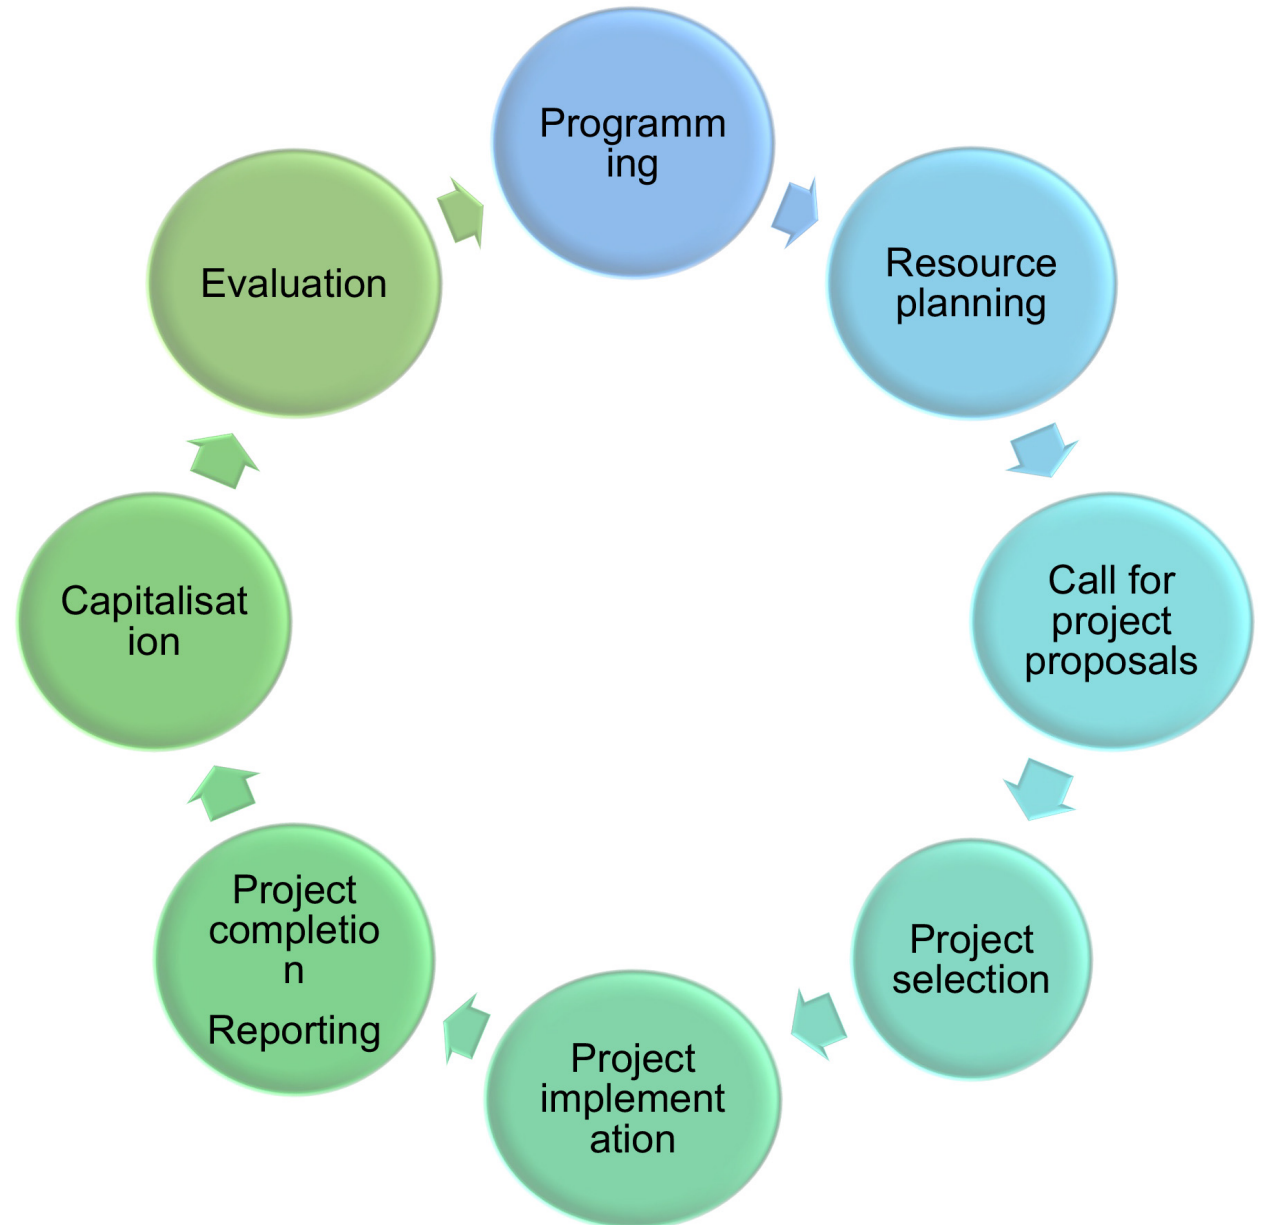 Programm
ing
Resource
planning
Call for
project
proposals
Project
selection
Project
implement
ation
Project
completio
n
Reporting
Capitalisat
ion
Evaluation